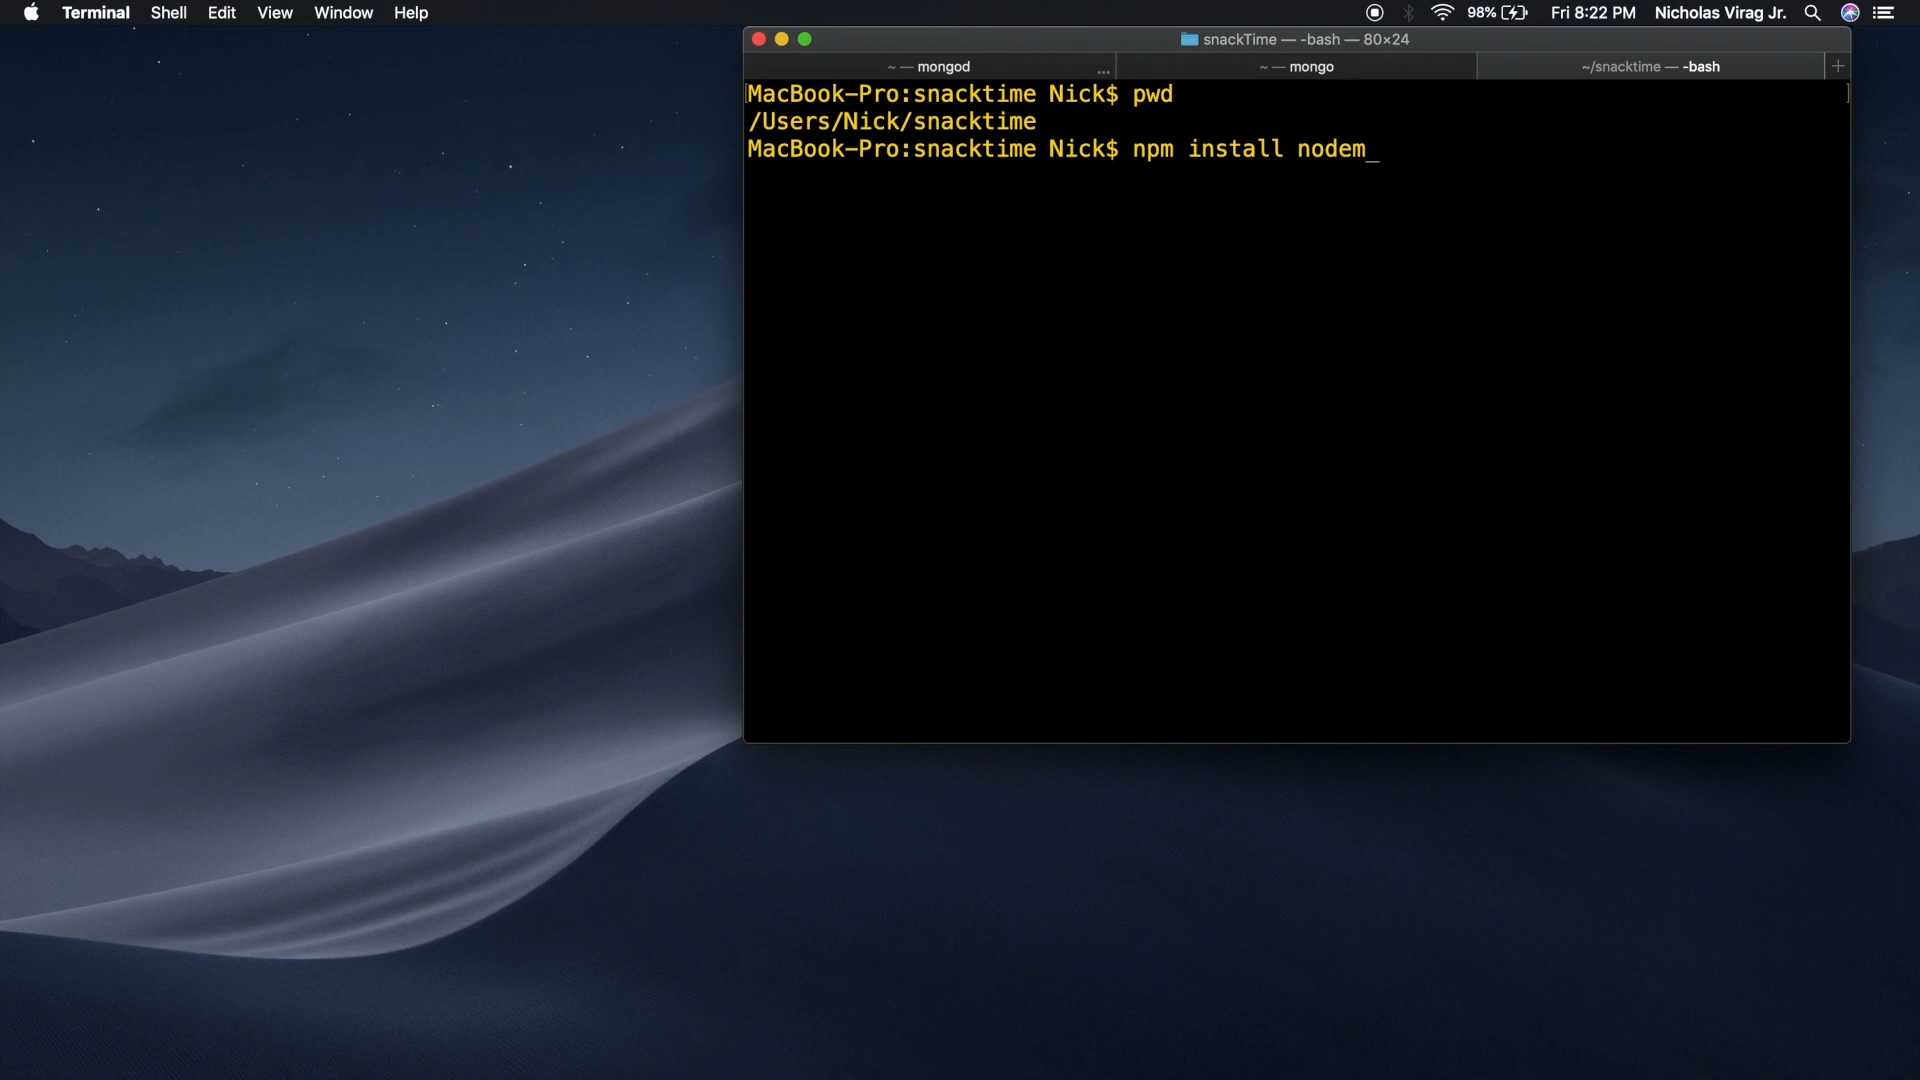 Terminal Shell Edit View Window Help 98% Fri 8:22 PM Nicholas Virag Jr.
snackTime — -bash — 80×24
~ — mongod ... ~ — mongo ~/snacktime — -bash +
MacBook-Pro:snacktime Nick$ pwd
/Users/Nick/snacktime
MacBook-Pro:snacktime Nick$ npm install nodem_